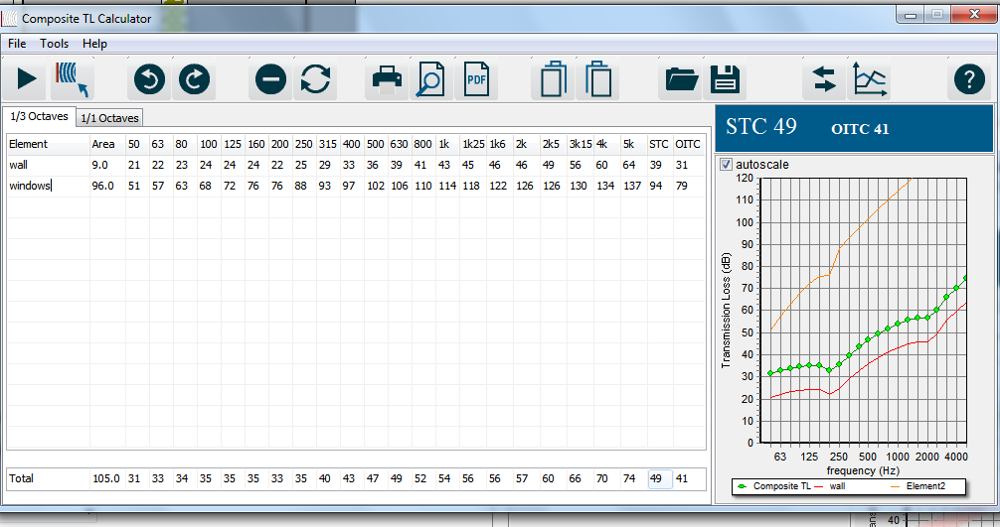 Composite TL Calculator
File Tools Help
PDF
1/3 Octaves 1/1 Octaves
Element Area 50 63 80 100 125 160 200 250 315 400 500 630 800 1k 1k25 1k6 2k 2k5 3k15 4k 5k STC OITC
wall 9.0 21 22 23 24 24 24 22 25 29 33 36 39 41 43 45 46 46 49 56 60 64 39 31
windows 96.0 51 57 63 68 72 76 76 88 93 97 102 106 110 114 118 122 126 126 130 134 137 94 79
Total 105.0 31 33 34 35 35 35 33 35 40 43 47 49 52 54 56 56 57 60 66 70 74 49 41
STC 49 OITC 41
autoscale
120
110
100
90
80
70
60
50
40
30
20
10
0
Transmission Loss (dB)
63 125 250 500 1000 2000 4000
frequency (Hz)
Composite TL wall Element2
40